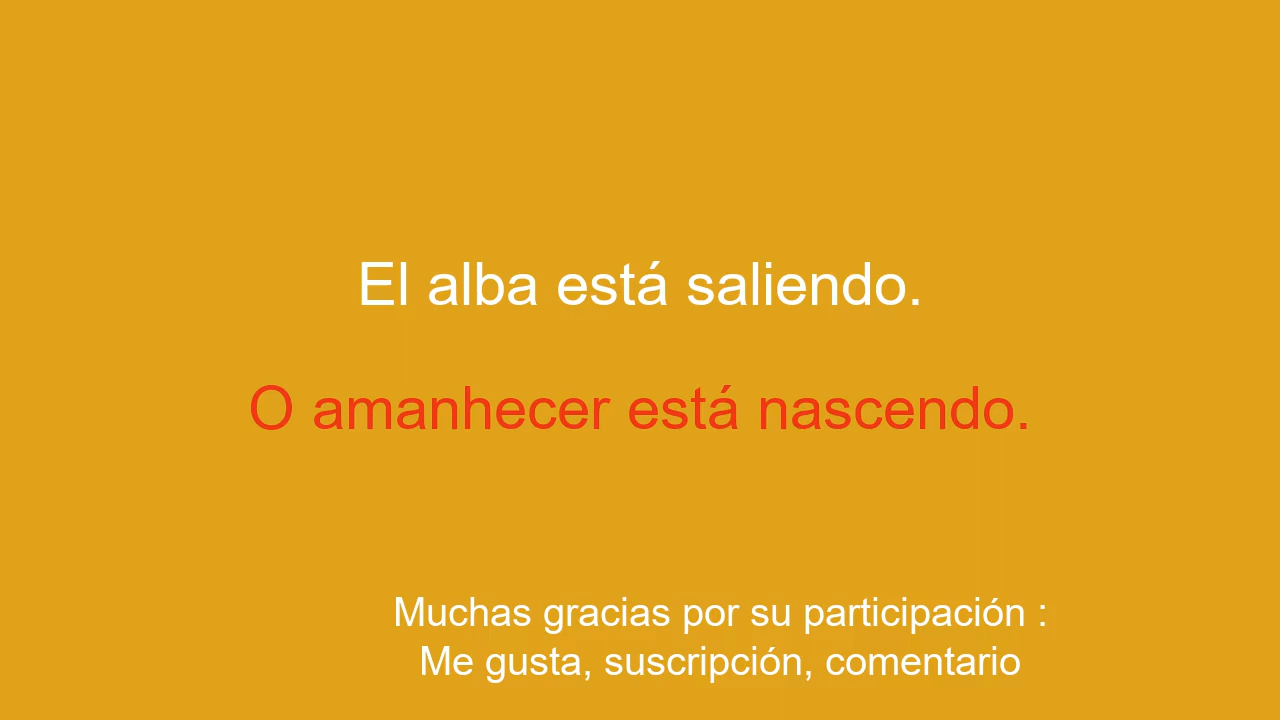 El alba está saliendo.
O amanhecer está nascendo.
Muchas gracias por su participación :
Me gusta, suscripción, comentario